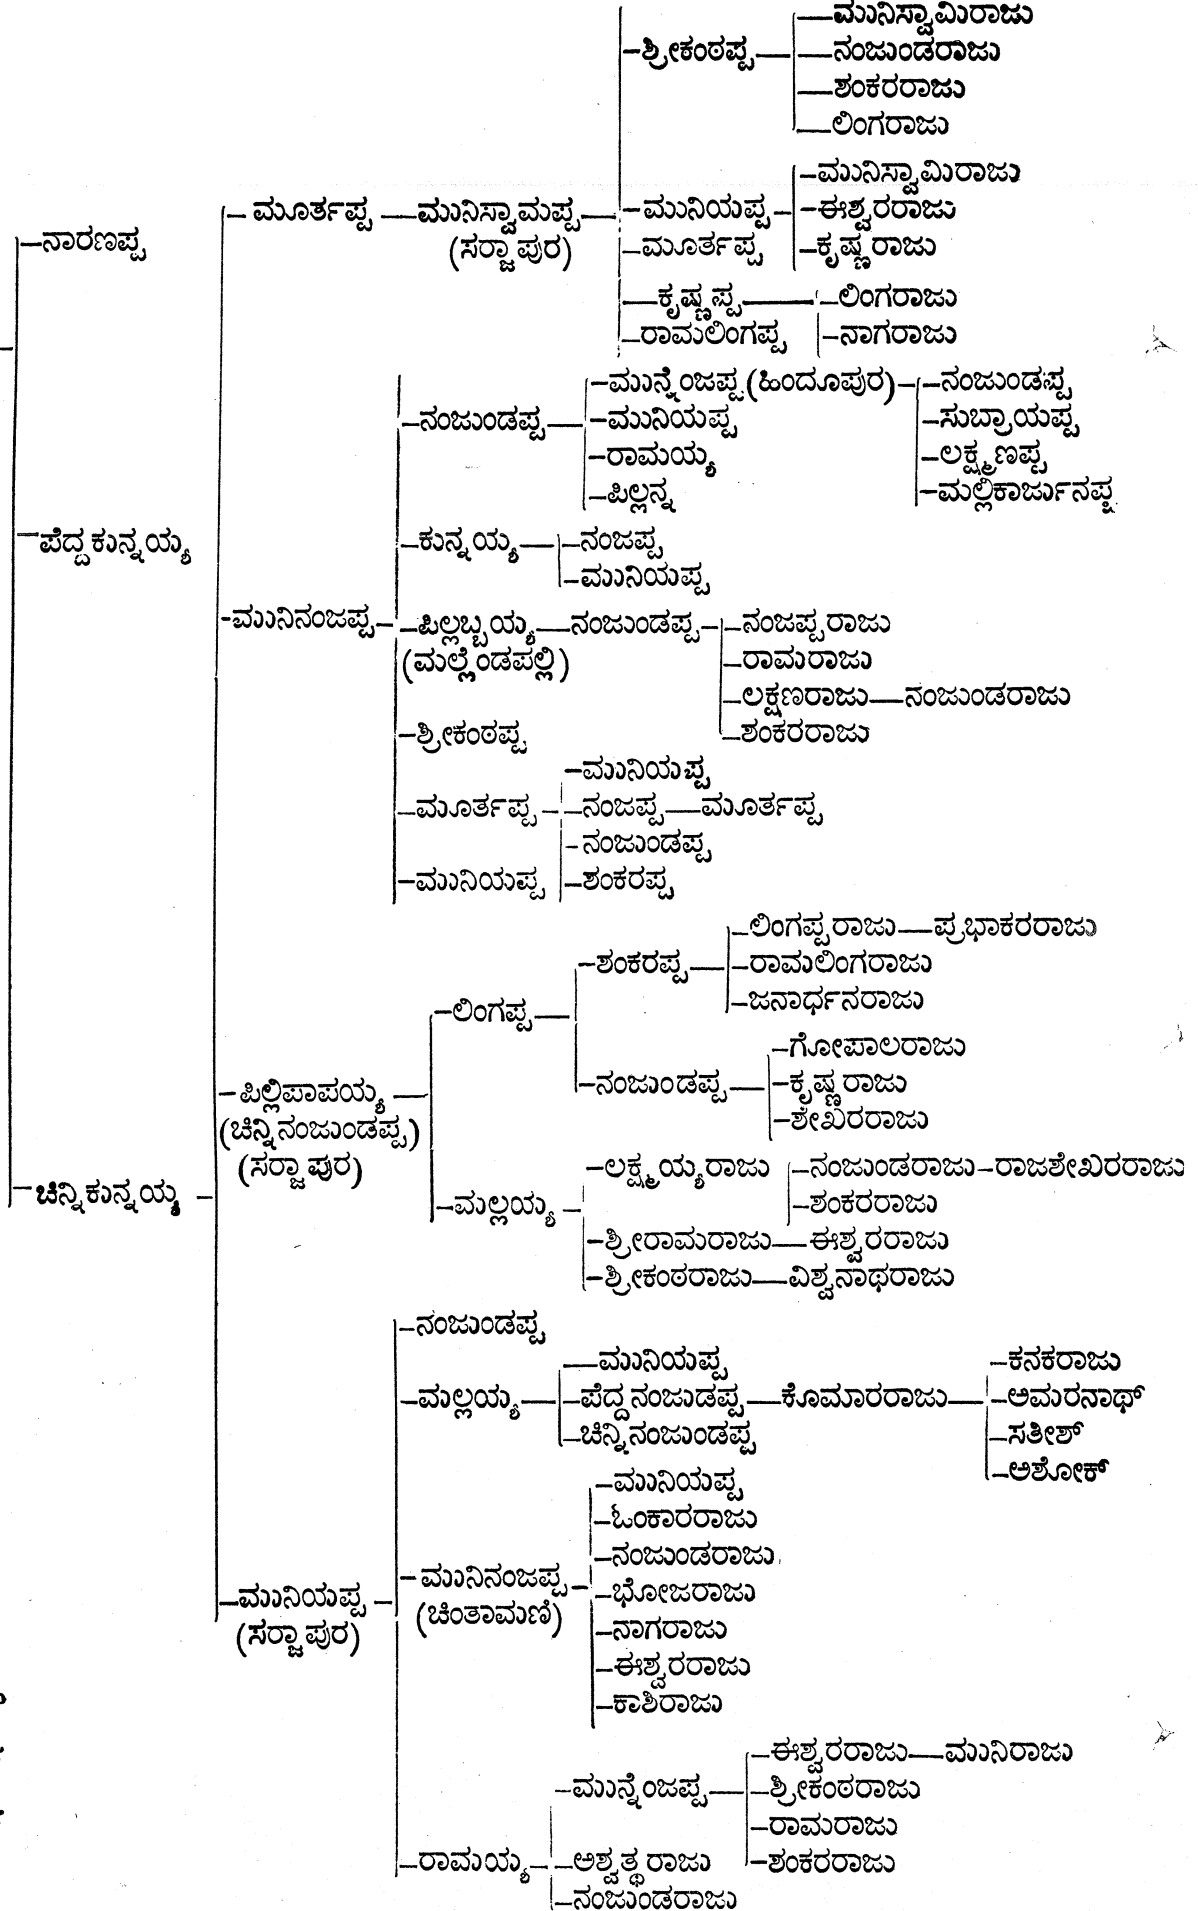 ಮುನಿಸ್ವಾಮಿರಾಜು
ಶ್ರೀಕಂಠಪ್ಪ
ನಂಜುಂಡರಾಜು
ಶಂಕರರಾಜು
ಲಿಂಗರಾಜು
ಮುನಿಸ್ವಾಮಿರಾಜು
ಮೂರ್ತಪ್ಪ ಮುನಿಸ್ವಾಮಪ್ಪ ಮುನಿಯಪ್ಪ ಈಶ್ವರರಾಜು
ನಾರಣಪ್ಪ (ಸರ್ಜಾಪುರ) ಮೂರ್ತಪ್ಪ ಕೃಷ್ಣರಾಜು
ಕೃಷ್ಣಪ್ಪ ಲಿಂಗರಾಜು
ರಾಮಲಿಂಗಪ್ಪ ನಾಗರಾಜು
ಮುನ್ನೆಂಜಪ್ಪ (ಹಿಂದೂಪುರ) ನಂಜುಂಡಪ್ಪ
ನಂಜುಂಡಪ್ಪ ಮುನಿಯಪ್ಪ ಸುಬ್ರಾಯಪ್ಪ
ರಾಮಯ್ಯ ಲಕ್ಷ್ಮಣಪ್ಪ
ಪಿಲ್ಲನ್ನ ಮಲ್ಲಿಕಾರ್ಜುನಪ್ಪ
ಪೆದ್ದಕುನ್ನಯ್ಯ ಕುನ್ನಯ್ಯ ನಂಜಪ್ಪ
ಮುನಿಯಪ್ಪ
ಮುನಿನಂಜಪ್ಪ ಪಿಲ್ಲಬ್ಬಯ್ಯ ನಂಜುಂಡಪ್ಪ ನಂಜಪ್ಪರಾಜು
(ಮಲ್ಲೆಂಡಪಲ್ಲಿ) ರಾಮರಾಜು
ಲಕ್ಷಣರಾಜು ನಂಜುಂಡರಾಜು
ಶ್ರೀಕಂಠಪ್ಪ ಶಂಕರರಾಜು
ಮುನಿಯಪ್ಪ
ಮೂರ್ತಪ್ಪ ನಂಜಪ್ಪ ಮೂರ್ತಪ್ಪ
ನಂಜುಂಡಪ್ಪ
ಮುನಿಯಪ್ಪ ಶಂಕರಪ್ಪ
ಲಿಂಗಪ್ಪರಾಜು ಪ್ರಭಾಕರರಾಜು
ಶಂಕರಪ್ಪ ರಾಮಲಿಂಗರಾಜು
ಜನಾರ್ಧನರಾಜು
ಲಿಂಗಪ್ಪ
ಗೋಪಾಲರಾಜು
ಪಿಲ್ಲಿಪಾಪಯ್ಯ ನಂಜುಂಡಪ್ಪ ಕೃಷ್ಣರಾಜು
(ಚಿನ್ನಿನಂಜುಂಡಪ್ಪ) ಶೇಖರರಾಜು
(ಸರ್ಜಾಪುರ) ಲಕ್ಷ್ಮಯ್ಯರಾಜು ನಂಜುಂಡರಾಜು ರಾಜಶೇಖರರಾಜು
ಚಿನ್ನಿಕುನ್ನಯ್ಯ ಮಲ್ಲಯ್ಯ ಶಂಕರರಾಜು
ಶ್ರೀರಾಮರಾಜು ಈಶ್ವರರಾಜು
ಶ್ರೀಕಂಠರಾಜು ವಿಶ್ವನಾಥರಾಜು
ನಂಜುಂಡಪ್ಪ
ಮುನಿಯಪ್ಪ ಕನಕರಾಜು
ಮಲ್ಲಯ್ಯ ಪೆದ್ದನಂಜುಡಪ್ಪ ಕೊಮಾರರಾಜು ಅಮರನಾಥ್
ಚಿನ್ನಿನಂಜುಂಡಪ್ಪ ಸತೀಶ್
ಅಶೋಕ್
ಮುನಿಯಪ್ಪ
ಓಂಕಾರರಾಜು
ನಂಜುಂಡರಾಜು
ಮುನಿನಂಜಪ್ಪ ಭೋಜರಾಜು
ಮುನಿಯಪ್ಪ (ಚಿಂತಾಮಣಿ) ನಾಗರಾಜು
(ಸರ್ಜಾಪುರ) ಈಶ್ವರರಾಜು
ಕಾಶಿರಾಜು
ಈಶ್ವರರಾಜು ಮುನಿರಾಜು
ಮುನ್ನೆಂಜಪ್ಪ ಶ್ರೀಕಂಠರಾಜು
ರಾಮರಾಜು
ರಾಮಯ್ಯ ಅಶ್ವತ್ಥರಾಜು ಶಂಕರರಾಜು
ನಂಜುಂಡರಾಜು